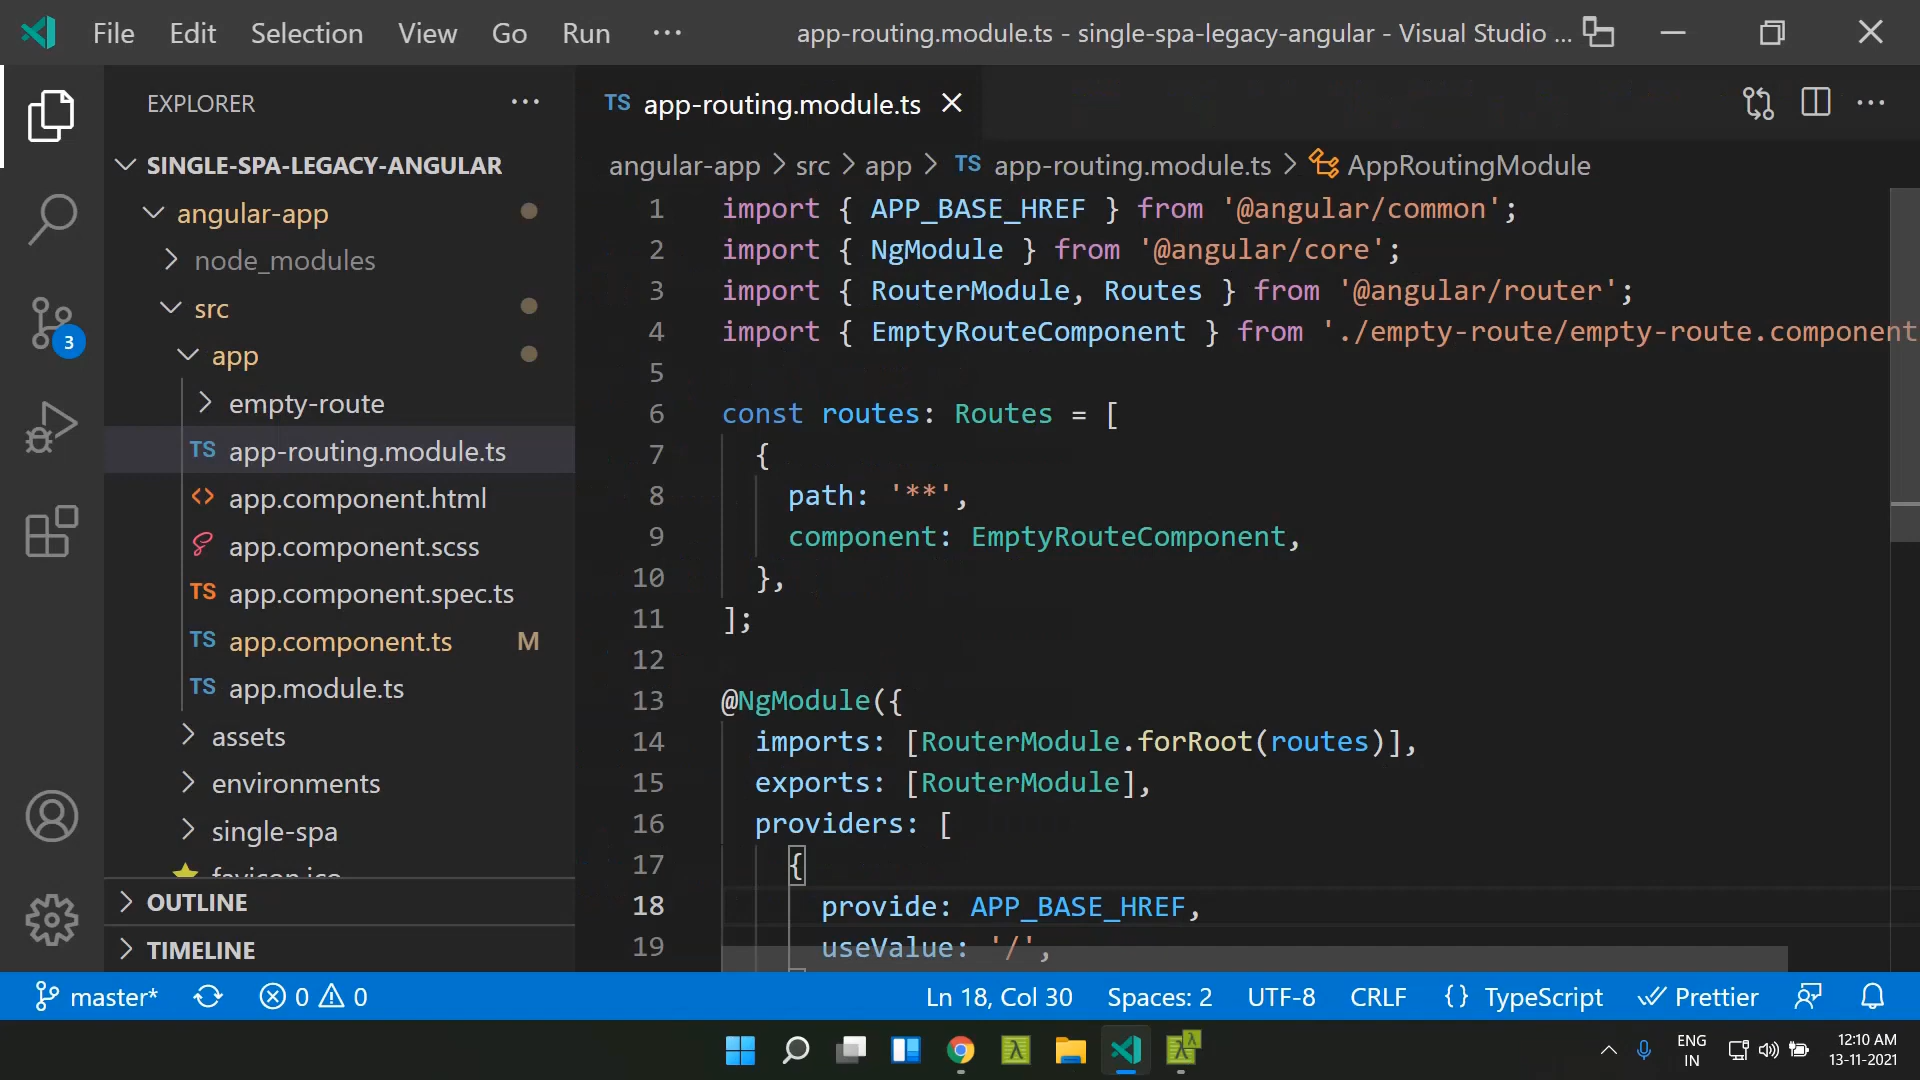 File Edit Selection View Go Run ··· app-routing.module.ts - single-spa-legacy-angular - Visual Studio ...
EXPLORER ···
SINGLE-SPA-LEGACY-ANGULAR
angular-app
node_modules
src
app
empty-route
TS app-routing.module.ts
<> app.component.html
app.component.scss
TS app.component.spec.ts
TS app.component.ts M
TS app.module.ts
assets
environments
single-spa
favicon.ico
OUTLINE
TIMELINE
3
TS app-routing.module.ts ×
angular-app > src > app > TS app-routing.module.ts > AppRoutingModule
1 import { APP_BASE_HREF } from '@angular/common';
2 import { NgModule } from '@angular/core';
3 import { RouterModule, Routes } from '@angular/router';
4 import { EmptyRouteComponent } from './empty-route/empty-route.component
5
6 const routes: Routes = [
7 {
8 path: '**',
9 component: EmptyRouteComponent,
10 },
11 ];
12
13 @NgModule({
14 imports: [RouterModule.forRoot(routes)],
15 exports: [RouterModule],
16 providers: [
17 {
18 provide: APP_BASE_HREF,
19 useValue: '/',
master* 0 0 Ln 18, Col 30 Spaces: 2 UTF-8 CRLF {} TypeScript Prettier
ENG
IN
12:10 AM
13-11-2021